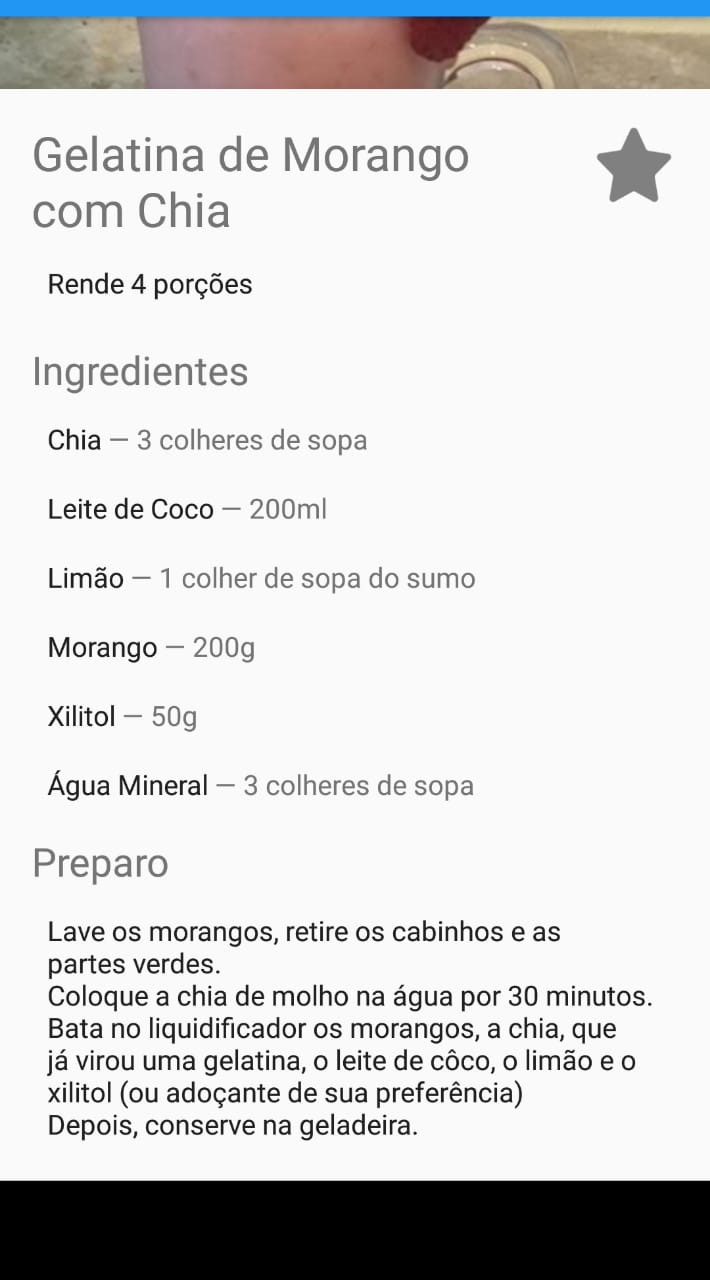 Gelatina de Morango
com Chia
Rende 4 porções
Ingredientes
Chia — 3 colheres de sopa
Leite de Coco — 200ml
Limão — 1 colher de sopa do sumo
Morango — 200g
Xilitol — 50g
Água Mineral — 3 colheres de sopa
Preparo
Lave os morangos, retire os cabinhos e as
partes verdes.
Coloque a chia de molho na água por 30 minutos.
Bata no liquidificador os morangos, a chia, que
já virou uma gelatina, o leite de côco, o limão e o
xilitol (ou adoçante de sua preferência)
Depois, conserve na geladeira.